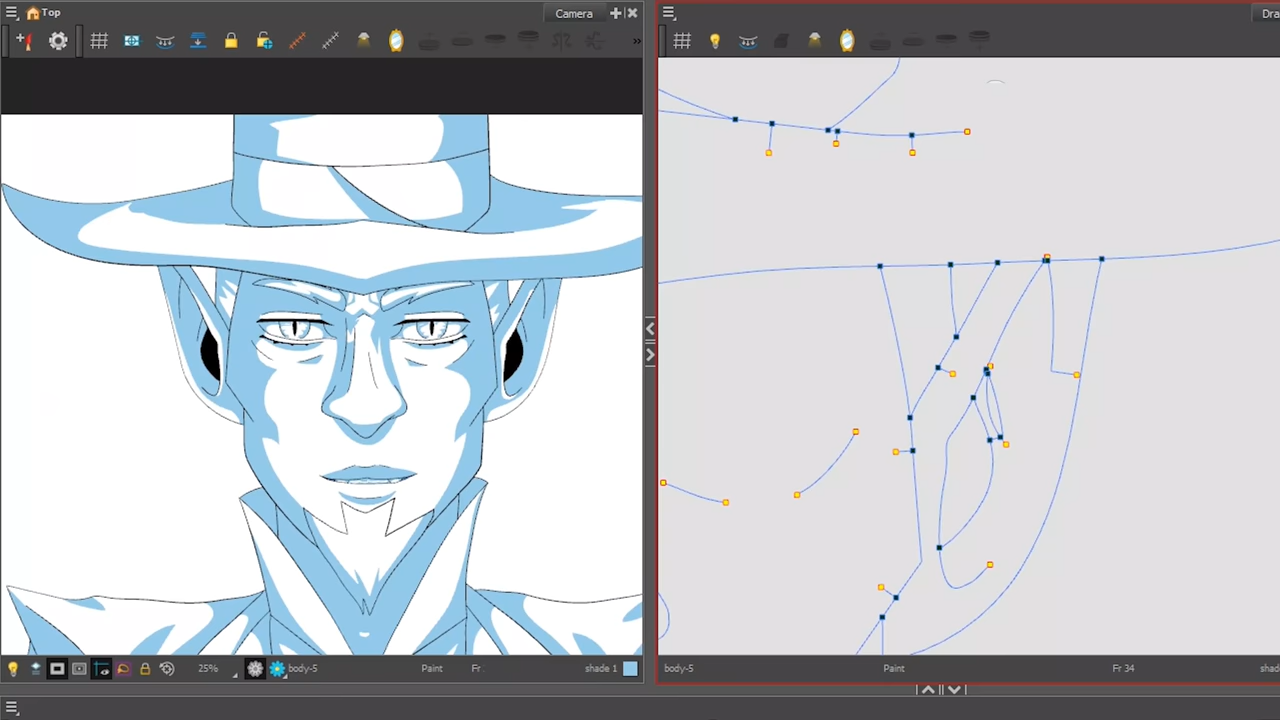 Top
Camera
Dra
25%
body-5
Paint
Fr
shade 1
body-5
Paint
Fr 34
shad